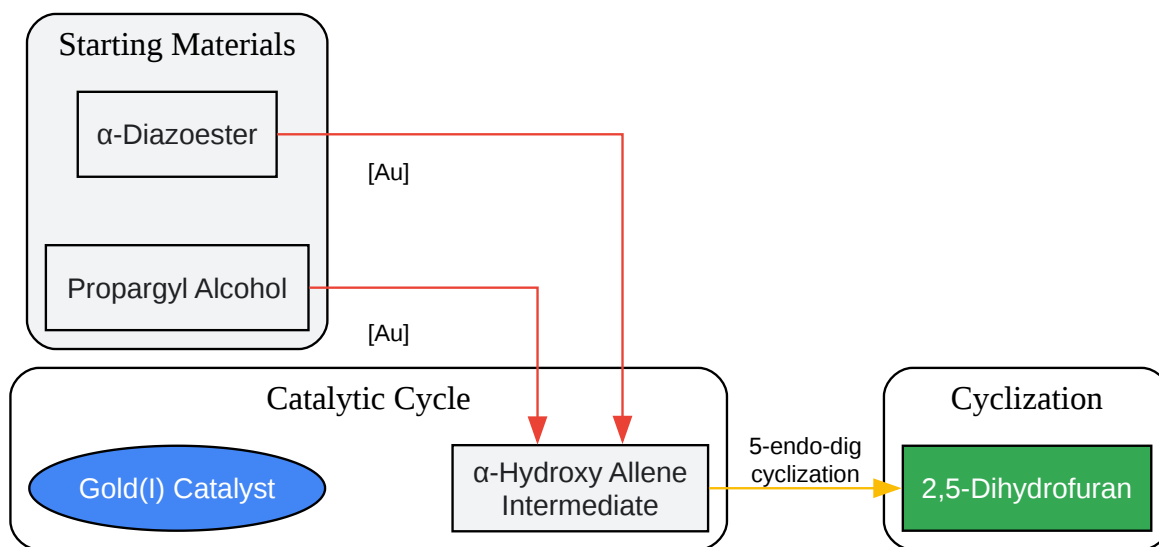 Starting Materials
α-Diazoester
[Au]
Propargyl Alcohol
[Au]
Catalytic Cycle
Gold(I) Catalyst
α-Hydroxy Allene
Intermediate
5-endo-dig
cyclization
Cyclization
2,5-Dihydrofuran